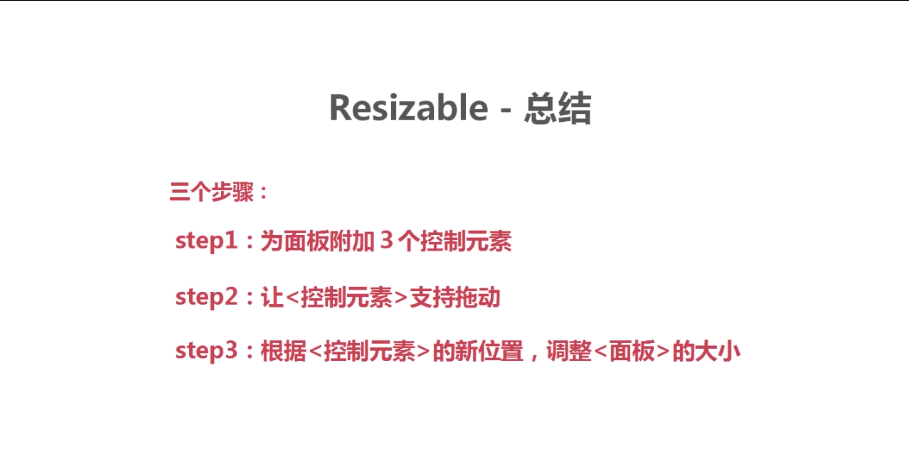 Resizable - 总结
三个步骤：
step1：为面板附加３个控制元素
step2：让<控制元素>支持拖动
step3：根据<控制元素>的新位置，调整<面板>的大小